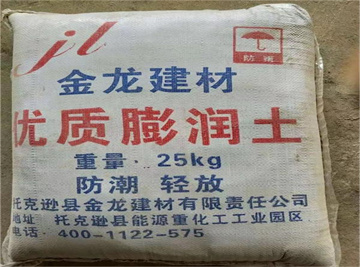 jl
防雨
金龙建材
优质膨润土
重量：25kg
防潮 轻放
托克逊县金龙建材有限责任公司
地址： 托克逊县能源重化工工业园区
电话： 400-1122-575